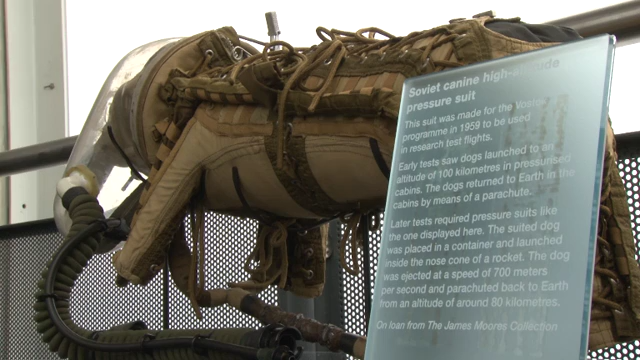 Soviet canine high-altitude
pressure suit
This suit was made for the Vostok
programme in 1959 to be used
in research test flights.
Early tests saw dogs launched to an
altitude of 100 kilometres in pressurised
cabins. The dogs returned to Earth in the
cabins by means of a parachute.
Later tests required pressure suits like
the one displayed here. The suited dog
was placed in a container and launched
inside the nose cone of a rocket. The dog
was ejected at a speed of 700 meters
per second and parachuted back to Earth
from an altitude of around 80 kilometres.
On loan from The James Moores Collection